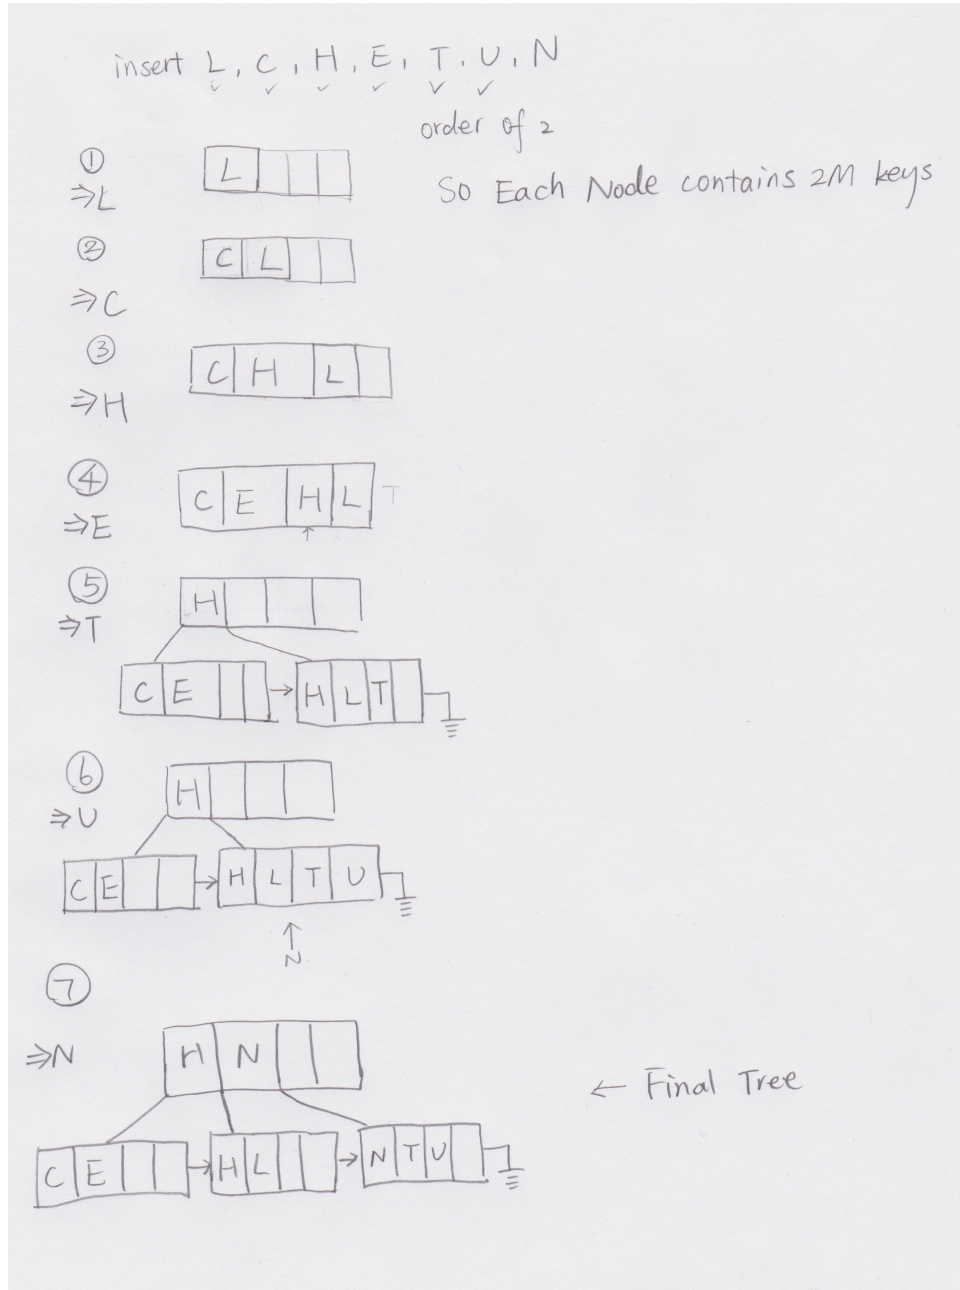 insert L, C, H, E, T, U, N
order of 2
So Each Node contains 2M keys
①
⇒L
L
②
⇒C
C L
③
⇒H
C H L
④
⇒E
C E H L T
↑
⑤
⇒T
H
C E → H L T
⑥
⇒U
H
C E → H L T U
↑
N
⑦
⇒N
H N
← Final Tree
C E → H L → N T U